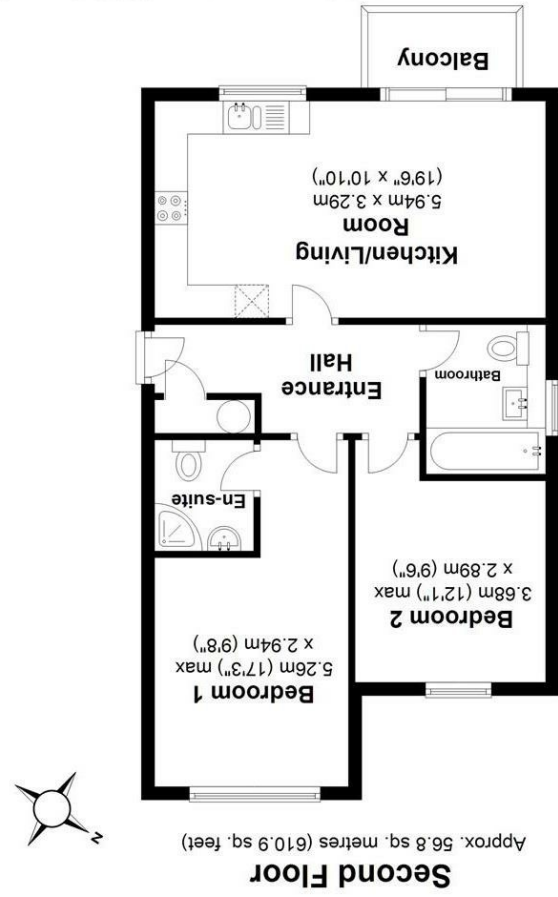 Second Floor
Approx. 56.8 sq. metres (610.9 sq. feet)
N
Bedroom 1
5.26m (17'3") max
x 2.94m (9'8")
Bedroom 2
3.68m (12'1") max
x 2.89m (9'6")
En-suite
Bathroom
Entrance
Hall
Kitchen/Living
Room
5.94m x 3.29m
(19'6" x 10'10")
Balcony